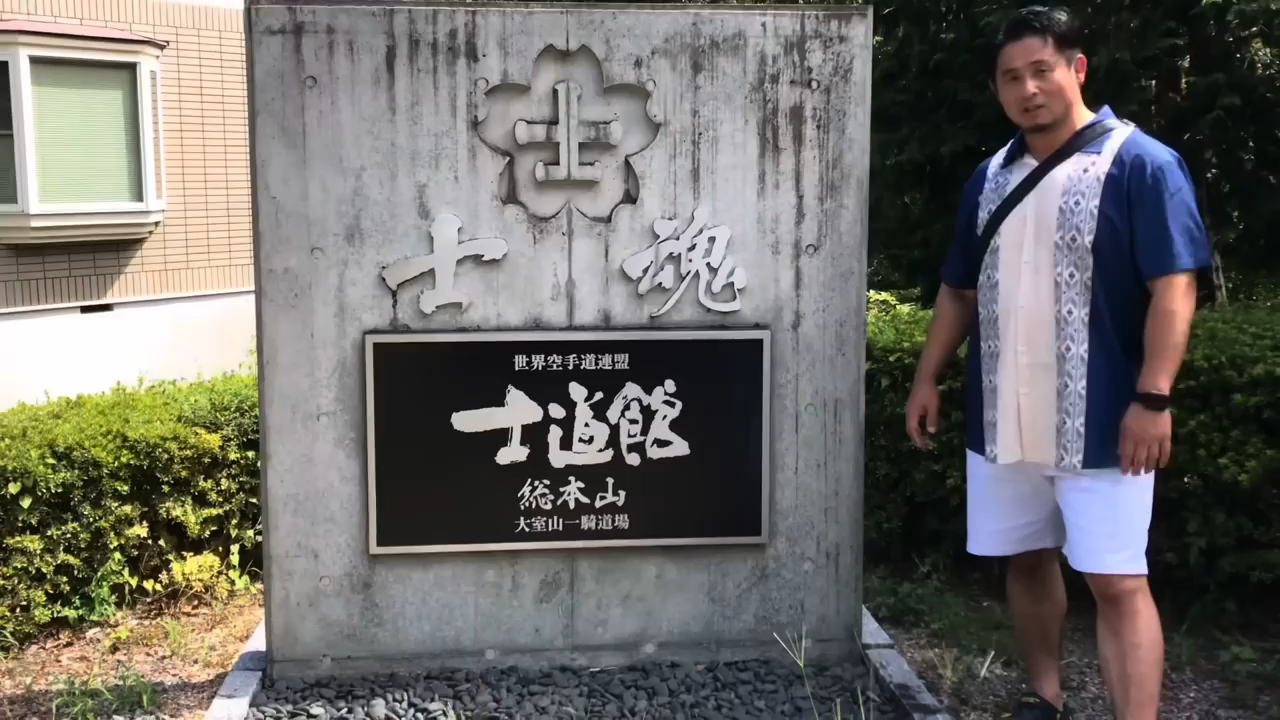 士
士魂
世界空手道連盟
士道館
総本山
大室山一騎道場